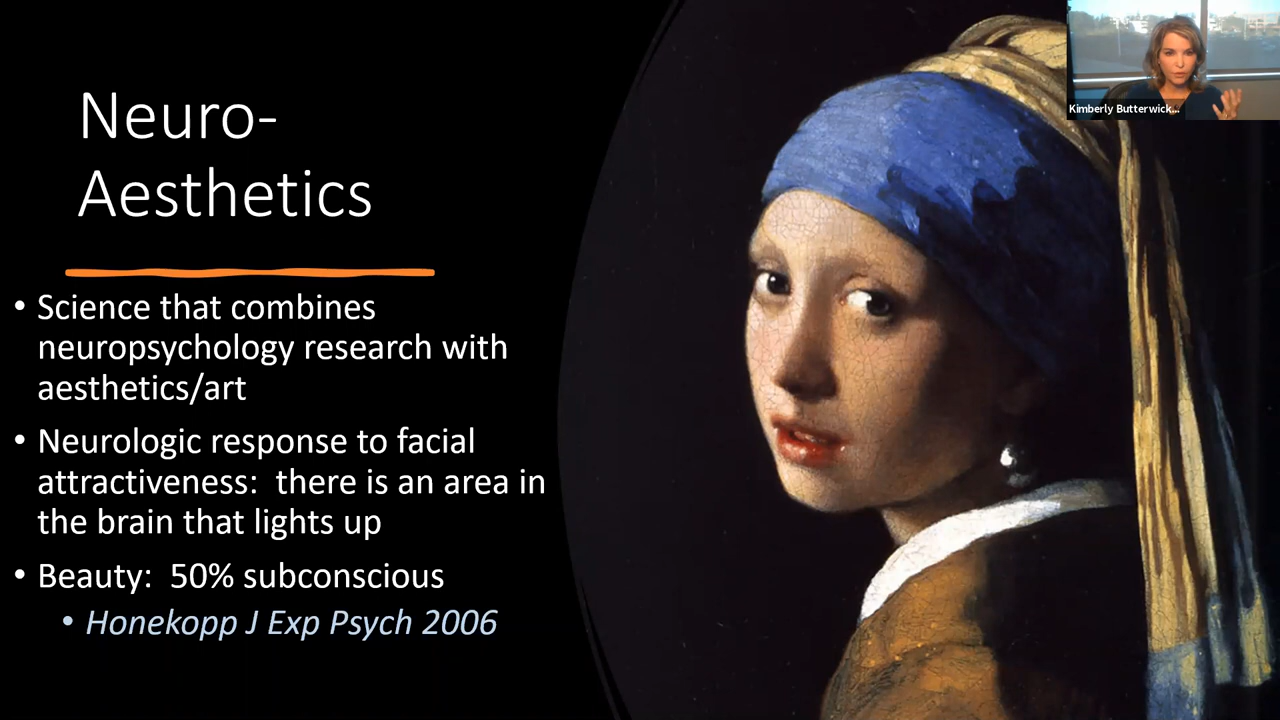 Neuro-
Aesthetics
• Science that combines
neuropsychology research with
aesthetics/art
• Neurologic response to facial
attractiveness:  there is an area in
the brain that lights up
• Beauty:  50% subconscious
• Honekopp J Exp Psych 2006
Kimberly Butterwick...